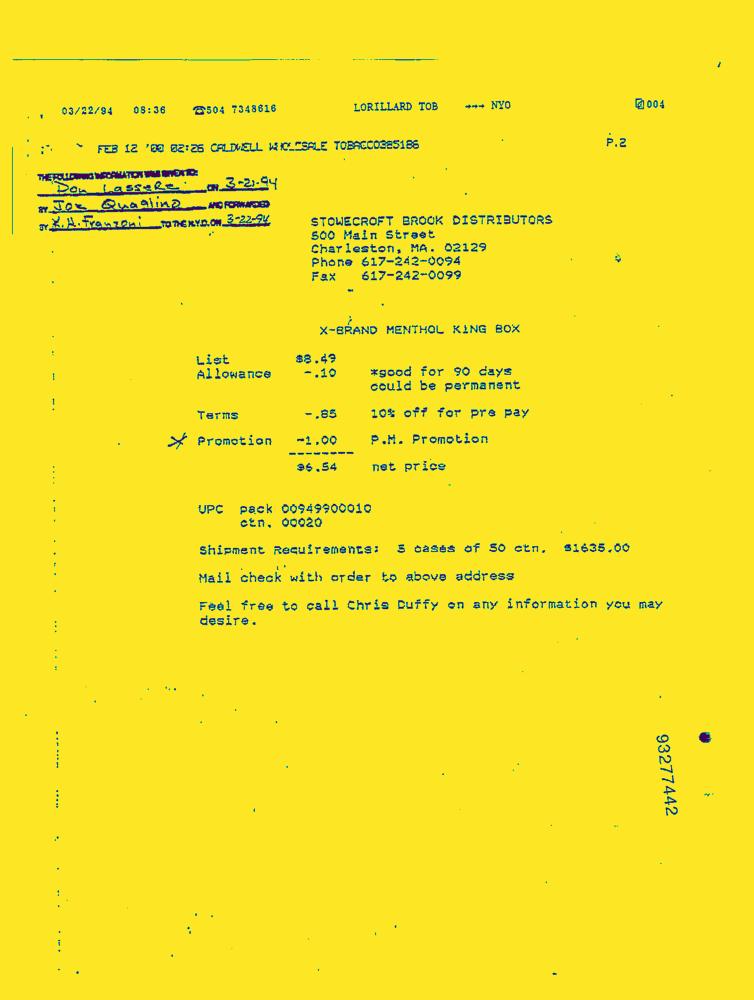 03/22/94 08:36 ☎504 7348616 LORILLARD TOB →→→ NYO 004
FEB 12 '00 02:26 CALDWELL WHOLESALE TOBACCO385186 P.2
THE FOLLOWING INFORMATION WAS GIVEN TO:
Don LasseRe ON 3-21-94
BY Joe Quaglino AND FORWARDED
BY K.A. Franzoni TO THE N.Y.O. ON 3-22-94
STOWECROFT BROOK DISTRIBUTORS
500 Main Street
Charleston, MA. 02129
Phone 617-242-0094
Fax 617-242-0099
X-BRAND MENTHOL KING BOX
List $8.49
Allowance -.10 *good for 90 days
could be permanent
Terms -.85 10% off for pre pay
Promotion -1.00 P.M. Promotion
--------
$6.54 net price
UPC pack 00949900010
ctn. 00020
Shipment Requirements: 5 cases of 50 ctn. $1635.00
Mail check with order to above address
Feel free to call Chris Duffy on any information you may
desire.
93277442